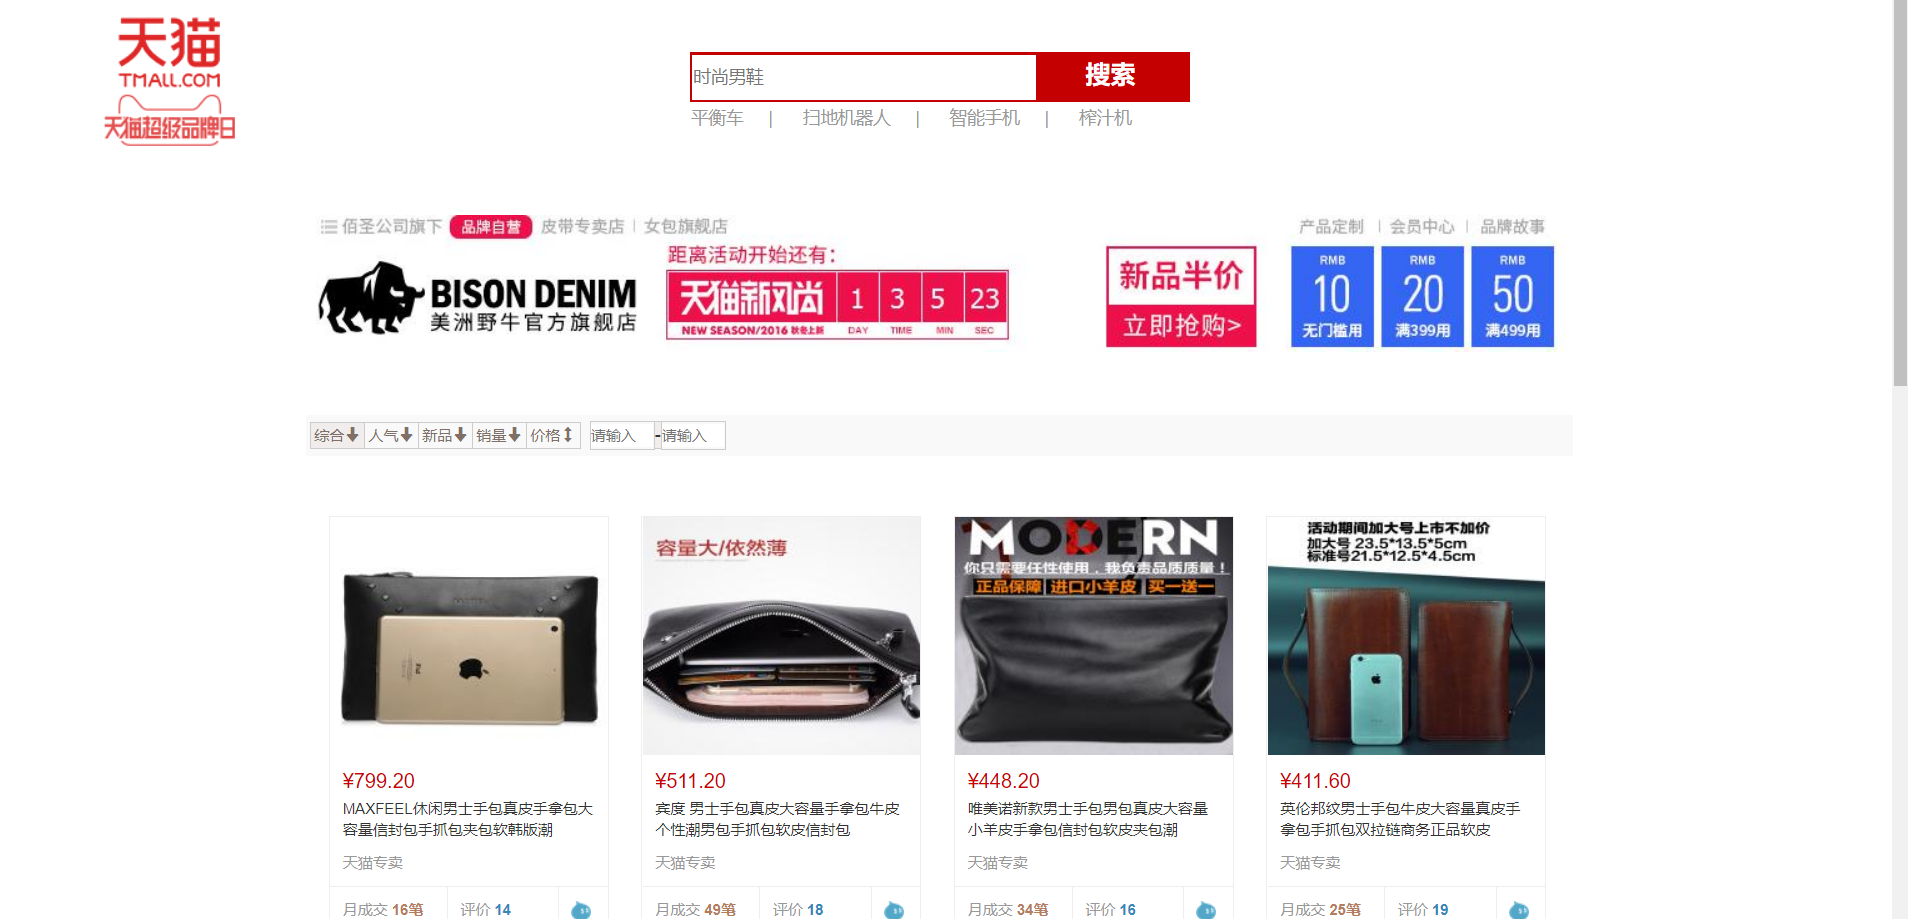 天猫
TMALL.COM
天猫超级品牌日
时尚男鞋
搜索
平衡车 | 扫地机器人 | 智能手机 | 榨汁机
佰圣公司旗下 品牌自营 皮带专卖店 | 女包旗舰店
产品定制 | 会员中心 | 品牌故事
BISON DENIM
美洲野牛官方旗舰店
距离活动开始还有：
天猫新风尚 1 3 5 23
NEW SEASON/2016 秋冬上新 DAY TIME MIN SEC
新品半价
立即抢购>
RMB RMB RMB
10 20 50
无门槛用 满399用 满499用
综合 人气 新品 销量 价格 请输入 - 请输入
容量大/依然薄
MODERN
你只需要任性使用，我负责品质质量！
正品保障 进口小羊皮 买一送一
活动期间加大号上市不加价
加大号 23.5*13.5*5cm
标准号21.5*12.5*4.5cm
¥799.20
MAXFEEL休闲男士手包真皮手拿包大
容量信封包手抓包夹包软韩版潮
天猫专卖
月成交 16笔 评价 14
¥511.20
宾度 男士手包真皮大容量手拿包牛皮
个性潮男包手抓包软皮信封包
天猫专卖
月成交 49笔 评价 18
¥448.20
唯美诺新款男士手包男包真皮大容量
小羊皮手拿包信封包软皮夹包潮
天猫专卖
月成交 34笔 评价 16
¥411.60
英伦邦纹男士手包牛皮大容量真皮手
拿包手抓包双拉链商务正品软皮
天猫专卖
月成交 25笔 评价 19